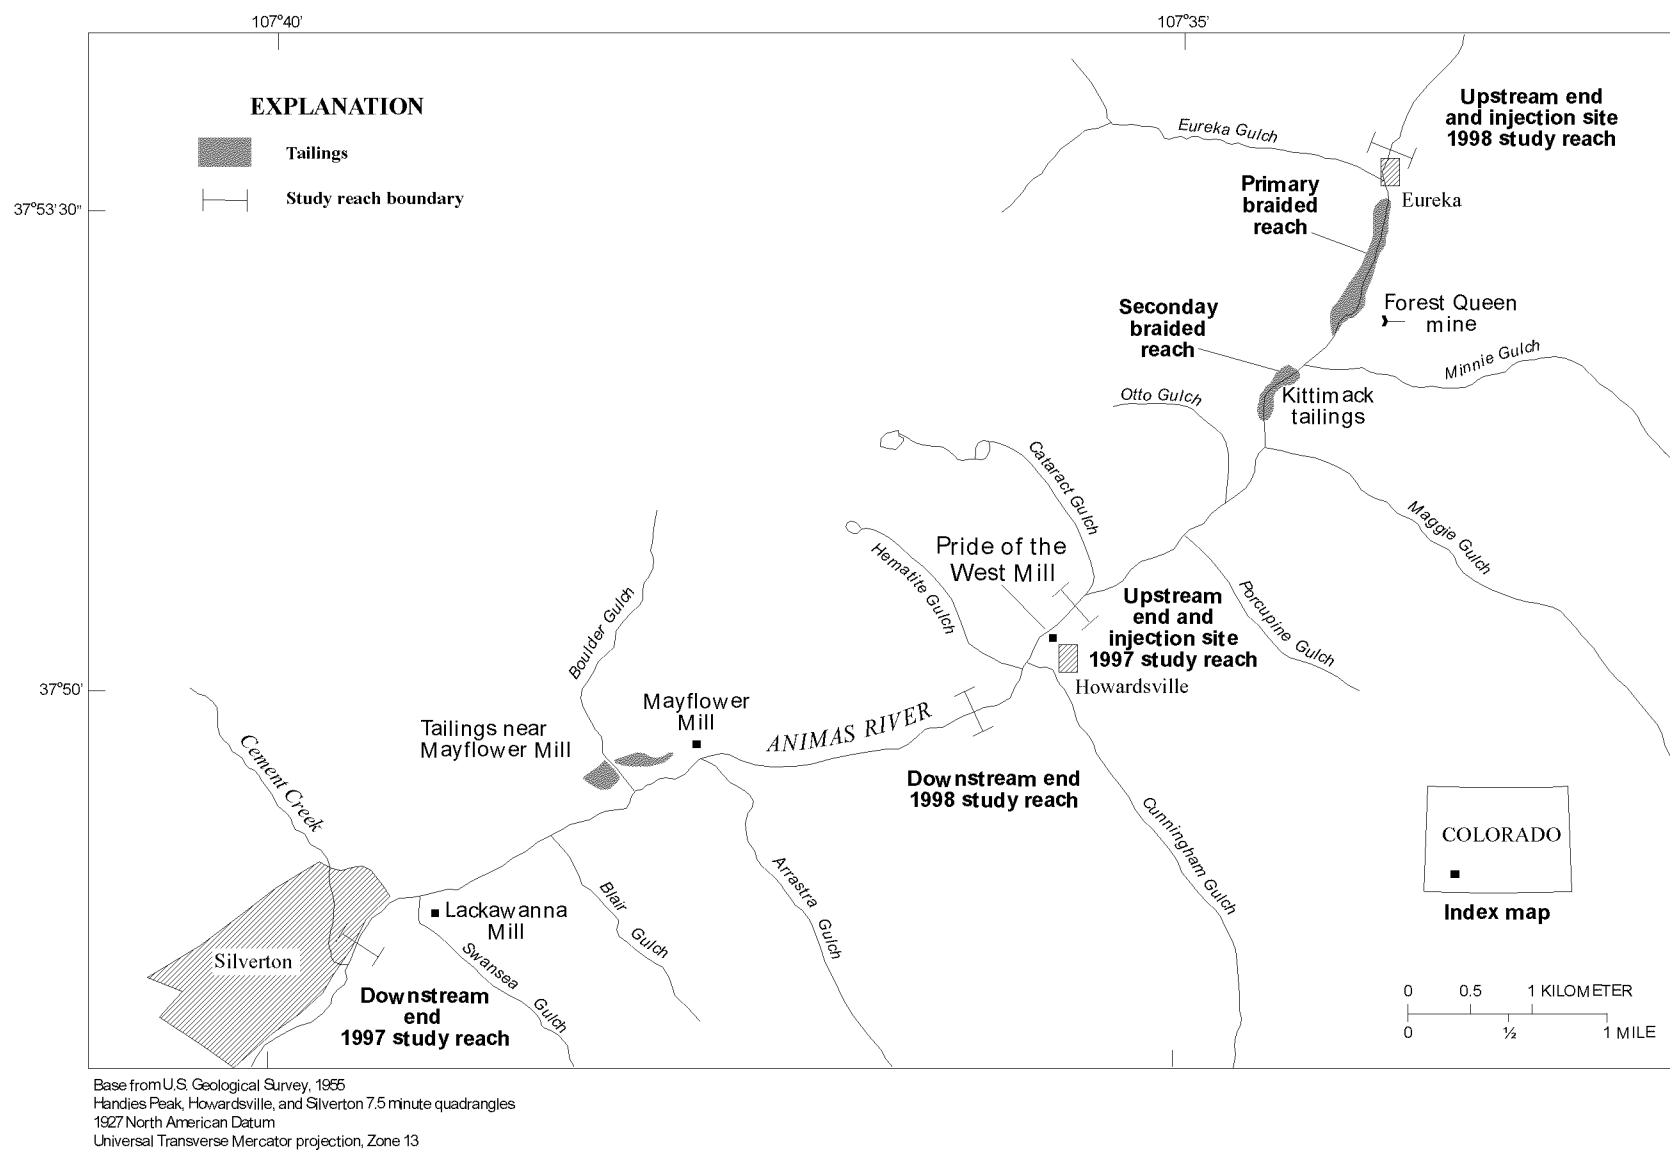 107°40'
107°35'
EXPLANATION
Tailings
Study reach boundary
37°53'30"
37°50'
Upstream end
and injection site
1998 study reach
Eureka Gulch
Eureka
Primary
braided
reach
Forest Queen
mine
Seconday
braided
reach
Minnie Gulch
Otto Gulch
Kittimack
tailings
Cataract Gulch
Maggie Gulch
Hematite Gulch
Pride of the
West Mill
Porcupine Gulch
Upstream
end and
injection site
1997 study reach
Howardsville
Boulder Gulch
Mayflower
Mill
Tailings near
Mayflower Mill
ANIMAS RIVER
Downstream end
1998 study reach
Cement Creek
Cunningham Gulch
Arrastra Gulch
Blair Gulch
Lackawanna
Mill
Swansea Gulch
Silverton
Downstream
end
1997 study reach
COLORADO
Index map
0 0.5 1 KILOMETER
0 ½ 1 MILE
Base from U.S. Geological Survey, 1955
Handies Peak, Howardsville, and Silverton 7.5 minute quadrangles
1927 North American Datum
Universal Transverse Mercator projection, Zone 13